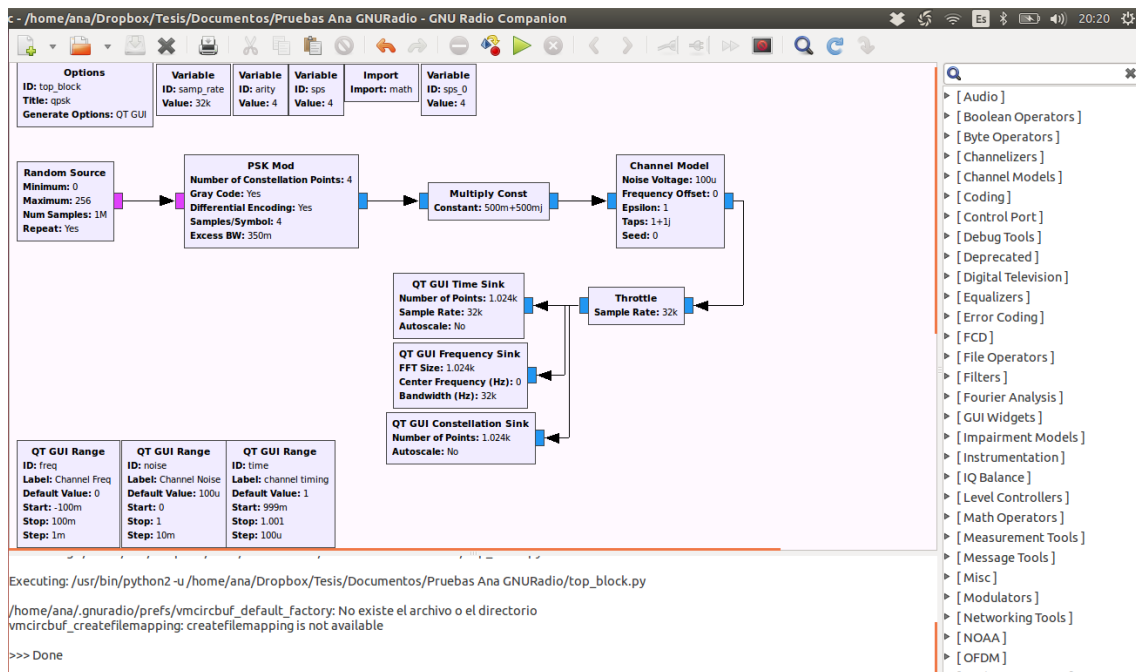 c - /home/ana/Dropbox/Tesis/Documentos/Pruebas Ana GNURadio - GNU Radio Companion
Es
20:20
Options
ID: top_block
Title: qpsk
Generate Options: QT GUI
Variable
ID: samp_rate
Value: 32k
Variable
ID: arity
Value: 4
Variable
ID: sps
Value: 4
Import
Import: math
Variable
ID: sps_0
Value: 4
Random Source
Minimum: 0
Maximum: 256
Num Samples: 1M
Repeat: Yes
PSK Mod
Number of Constellation Points: 4
Gray Code: Yes
Differential Encoding: Yes
Samples/Symbol: 4
Excess BW: 350m
Multiply Const
Constant: 500m+500mj
Channel Model
Noise Voltage: 100u
Frequency Offset: 0
Epsilon: 1
Taps: 1+1j
Seed: 0
QT GUI Time Sink
Number of Points: 1.024k
Sample Rate: 32k
Autoscale: No
Throttle
Sample Rate: 32k
QT GUI Frequency Sink
FFT Size: 1.024k
Center Frequency (Hz): 0
Bandwidth (Hz): 32k
QT GUI Constellation Sink
Number of Points: 1.024k
Autoscale: No
QT GUI Range
ID: freq
Label: Channel Freq
Default Value: 0
Start: -100m
Stop: 100m
Step: 1m
QT GUI Range
ID: noise
Label: Channel Noise
Default Value: 100u
Start: 0
Stop: 1
Step: 10m
QT GUI Range
ID: time
Label: channel timing
Default Value: 1
Start: 999m
Stop: 1.001
Step: 100u
[ Audio ]
[ Boolean Operators ]
[ Byte Operators ]
[ Channelizers ]
[ Channel Models ]
[ Coding ]
[ Control Port ]
[ Debug Tools ]
[ Deprecated ]
[ Digital Television ]
[ Equalizers ]
[ Error Coding ]
[ FCD ]
[ File Operators ]
[ Filters ]
[ Fourier Analysis ]
[ GUI Widgets ]
[ Impairment Models ]
[ Instrumentation ]
[ IQ Balance ]
[ Level Controllers ]
[ Math Operators ]
[ Measurement Tools ]
[ Message Tools ]
[ Misc ]
[ Modulators ]
[ Networking Tools ]
[ NOAA ]
[ OFDM ]
Executing: /usr/bin/python2 -u /home/ana/Dropbox/Tesis/Documentos/Pruebas Ana GNURadio/top_block.py
/home/ana/.gnuradio/prefs/vmcircbuf_default_factory: No existe el archivo o el directorio
vmcircbuf_createfilemapping: createfilemapping is not available
>>> Done